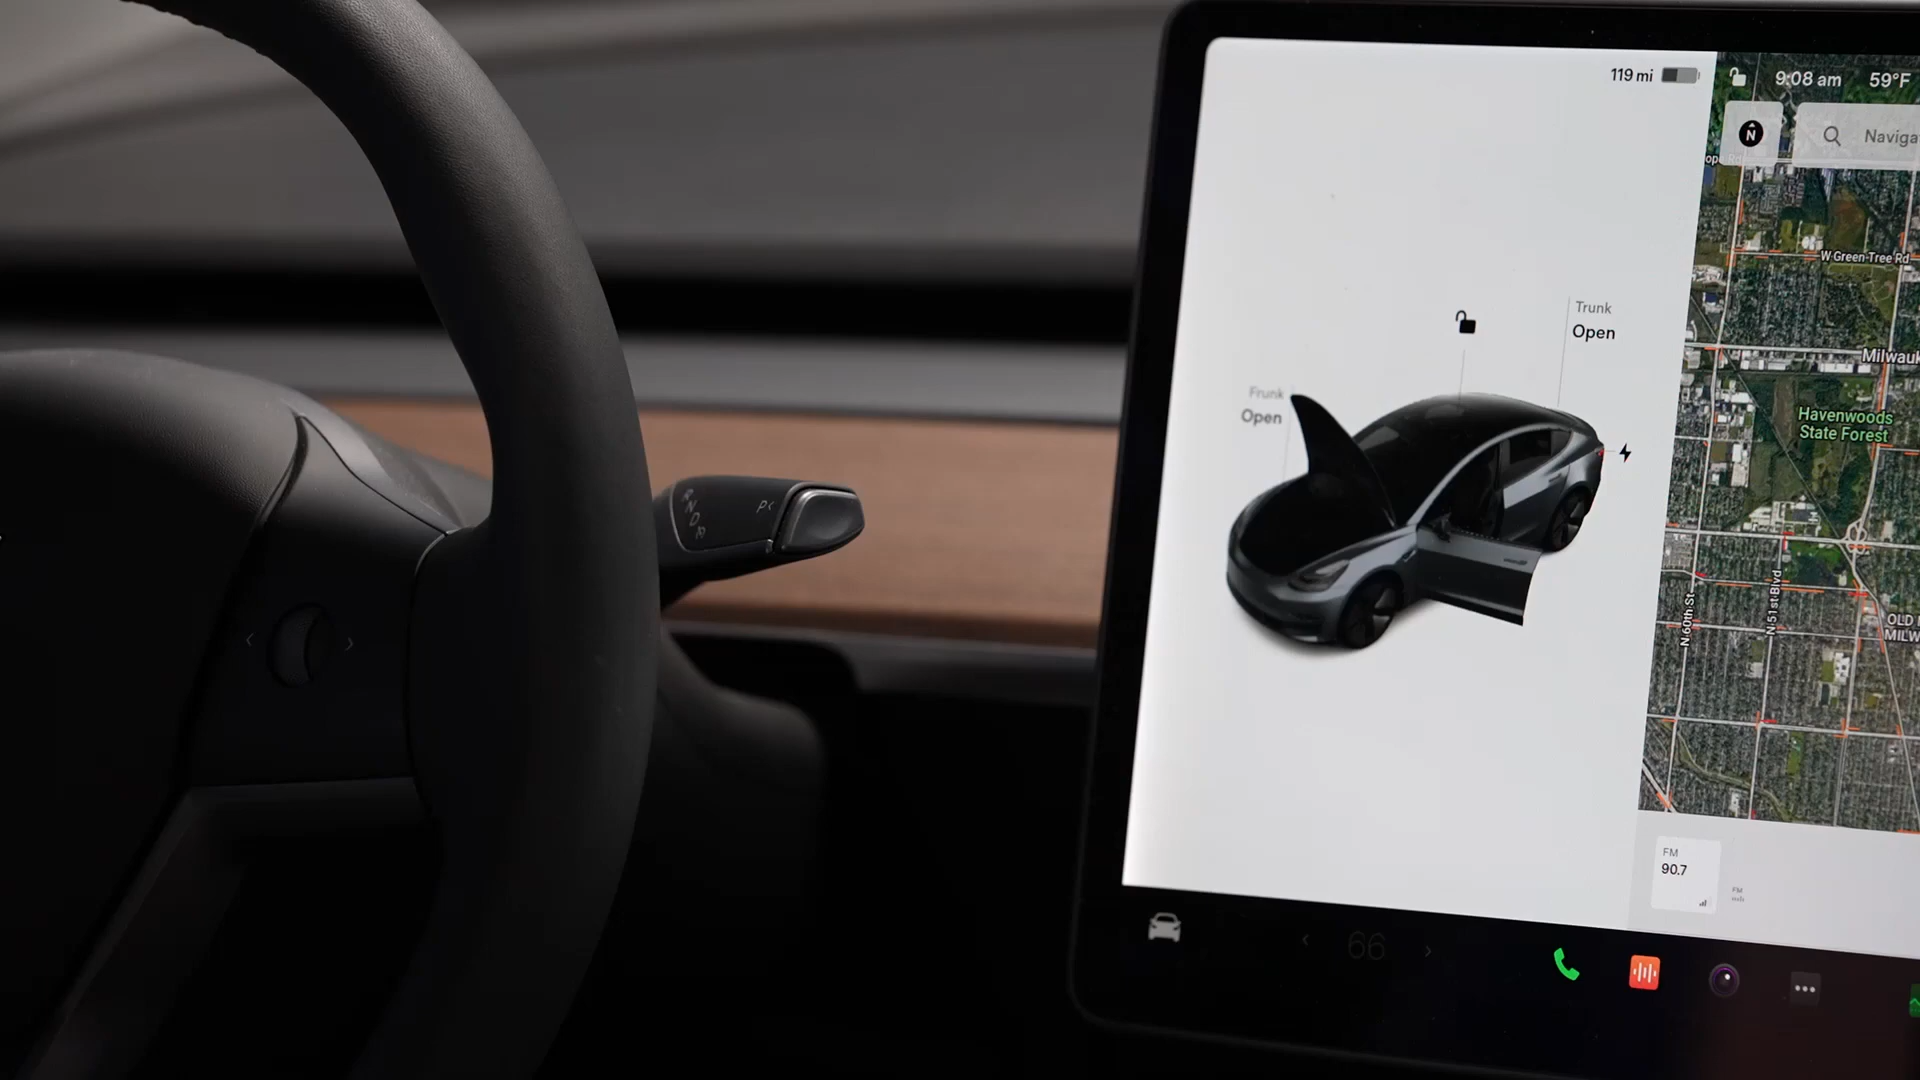 119 mi
9:08 am
59°F
N
Naviga
W Green Tree Rd
Milwauk
Havenwoods
State Forest
Trunk
Open
Frunk
Open
R
N
D
P<
N 60th St
N 51st Blvd
OLD
MILW
FM
90.7
FM
66